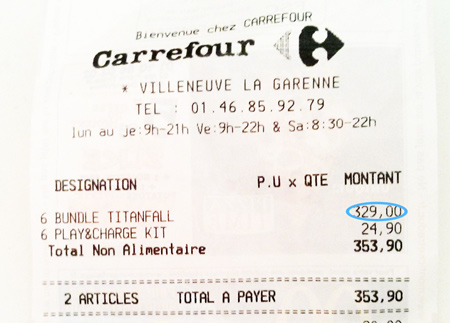 Bienvenue chez CARREFOUR
Carrefour
* VILLENEUVE LA GARENNE
TEL : 01.46.85.92.79
lun au je:9h-21h Ve:9h-22h & Sa:8:30-22h
DESIGNATION P.U x QTE MONTANT
6 BUNDLE TITANFALL 329,00
6 PLAY&CHARGE KIT 24,90
Total Non Alimentaire 353,90
2 ARTICLES TOTAL A PAYER 353,90